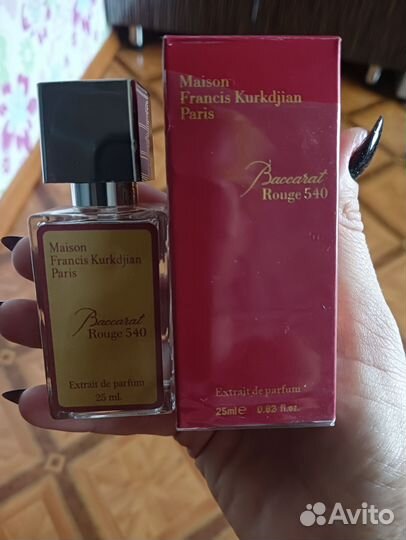 Maison
Francis Kurkdjian
Paris
Baccarat
Rouge 540
Extrait de parfum
25 ml
Maison
Francis Kurkdjian
Paris
Baccarat
Rouge 540
Extrait de parfum
25ml e 0.83 fl.oz.
Avito